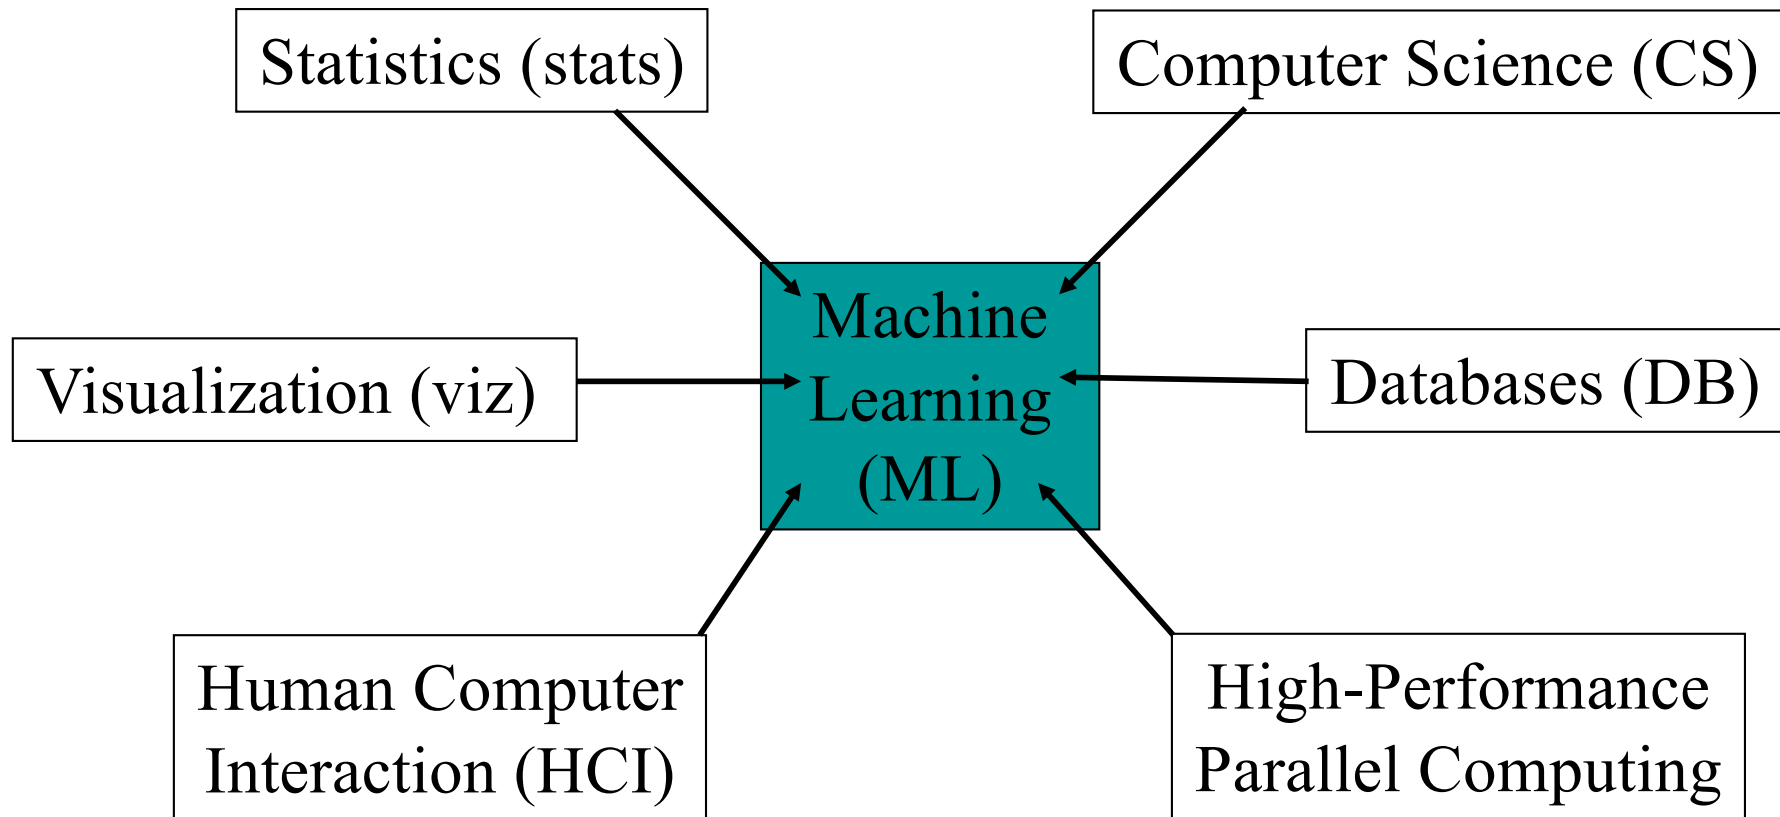 Statistics (stats)
Computer Science (CS)
Machine
Learning
(ML)
Visualization (viz)
Databases (DB)
Human Computer
Interaction (HCI)
High-Performance
Parallel Computing